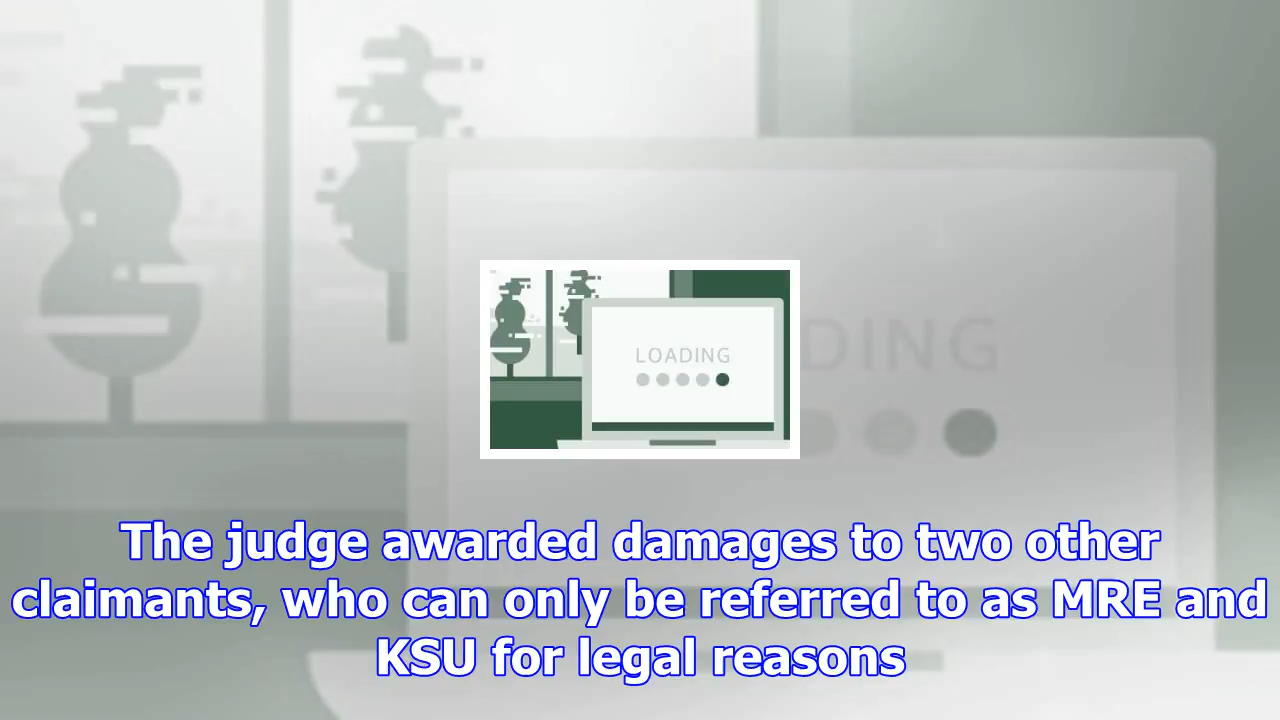 LOADING
DING
The judge awarded damages to two other
claimants, who can only be referred to as MRE and
KSU for legal reasons